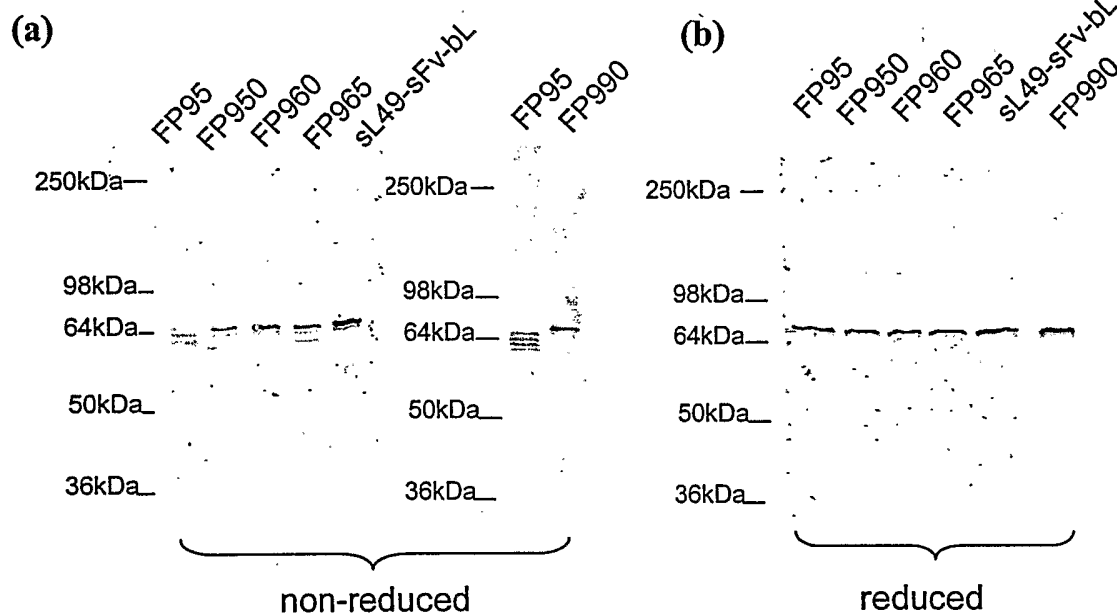 (a)
FP95
FP950
FP960
FP965
sL49-sFv-bL
FP95
FP990
250kDa
98kDa
64kDa
50kDa
36kDa
250kDa
98kDa
64kDa
50kDa
36kDa
non-reduced
(b)
FP95
FP950
FP960
FP965
sL49-sFv-bL
FP990
250kDa
98kDa
64kDa
50kDa
36kDa
reduced